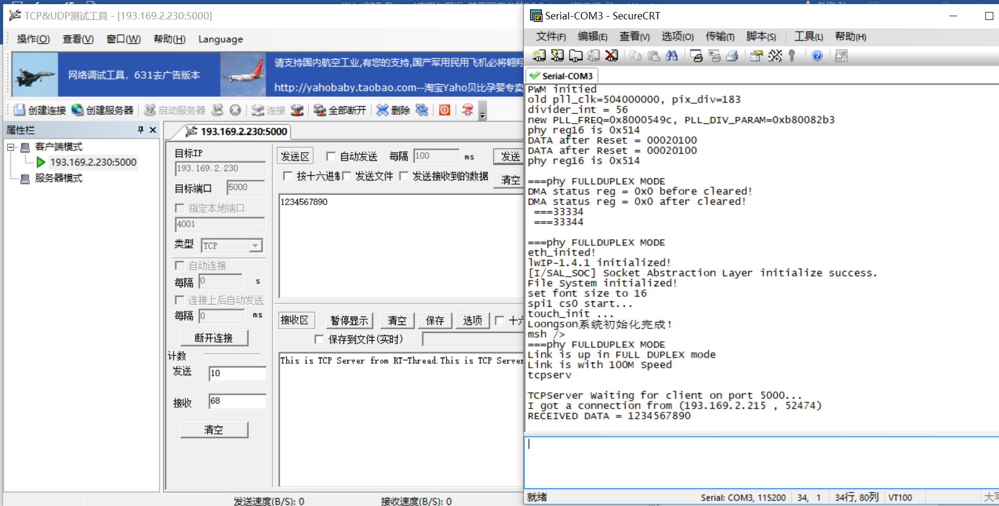 TCP&UDP测试工具 - [193.169.2.230:5000]
操作(O) 查看(V) 窗口(W) 帮助(H) Language
网络调试工具，631去广告版本
请支持国内航空工业,有您的支持,国产军用民用飞机必将翱翔
http://yahobaby.taobao.com--淘宝Yaho贝比孕婴专卖
创建连接 创建服务器 启动服务器 连接 全部断开 删除
属性栏
客户端模式
193.169.2.230:5000
服务器模式
193.169.2.230:5000
目标IP
193.169.2.230
目标端口 5000
指定本地端口
4001
类型 TCP
自动连接
每隔 0 s
连接上后自动发送
每隔 0 ms
断开连接
计数
发送 10
接收 68
清空
发送区 自动发送 每隔 100 ms 发送
按十六进制 发送文件 发送接收到的数据 清空
1234567890
接收区 暂停显示 清空 保存 选项 十六
保存到文件(实时)
This is TCP Server from RT-Thread.This is TCP Server
发送速度(B/S): 0 接收速度(B/S): 0
Serial-COM3 - SecureCRT
文件(F) 编辑(E) 查看(V) 选项(O) 传输(T) 脚本(S) 工具(L) 帮助(H)
Serial-COM3
PWM initied
old pll_clk=504000000, pix_div=183
divider_int = 56
new PLL_FREQ=0x8000549c, PLL_DIV_PARAM=0xb80082b3
phy reg16 is 0x514
DATA after Reset = 00020100
DATA after Reset = 00020100
phy reg16 is 0x514
===phy FULLDUPLEX MODE
DMA status reg = 0x0 before cleared!
DMA status reg = 0x0 after cleared!
===33334
===33344
===phy FULLDUPLEX MODE
eth_inited!
lwIP-1.4.1 initialized!
[I/SAL_SOC] Socket Abstraction Layer initialize success.
File System initialized!
set font size to 16
spi1 cs0 start...
touch_init ...
Loongson系统初始化完成!
msh />
===phy FULLDUPLEX MODE
Link is up in FULL DUPLEX mode
Link is with 100M Speed
tcpserv
TCPServer Waiting for client on port 5000...
I got a connection from (193.169.2.215 , 52474)
RECEIVED DATA = 1234567890
就绪 Serial: COM3, 115200 34, 1 34行, 80列 VT100 大写